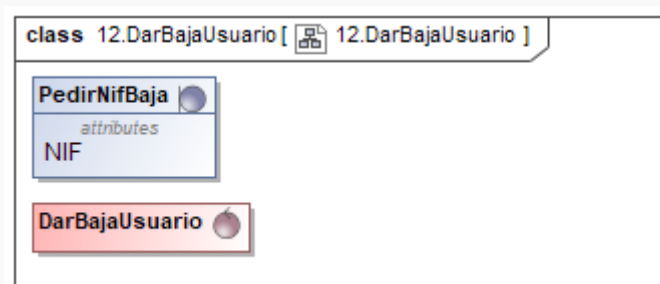 class 12.DarBajaUsuario [ 12.DarBajaUsuario ]
PedirNifBaja
attributes
NIF
DarBajaUsuario